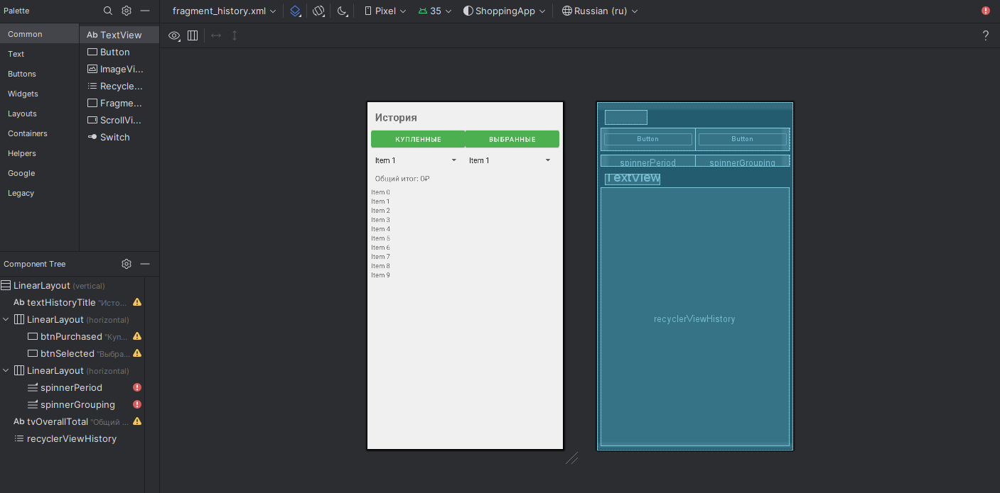 Palette
fragment_history.xml
Pixel
35
ShoppingApp
Russian (ru)
Common
Text
Buttons
Widgets
Layouts
Containers
Helpers
Google
Legacy
Ab TextView
Button
ImageVi...
Recycle...
Fragme...
ScrollVi...
Switch
?
Component Tree
LinearLayout (vertical)
Ab textHistoryTitle "Исто...
LinearLayout (horizontal)
btnPurchased "Куп...
btnSelected "Выбра...
LinearLayout (horizontal)
spinnerPeriod
spinnerGrouping
Ab tvOverallTotal "Общий ...
recyclerViewHistory
История
КУПЛЕННЫЕ ВЫБРАННЫЕ
Item 1 Item 1
Общий итог: 0₽
Item 0
Item 1
Item 2
Item 3
Item 4
Item 5
Item 6
Item 7
Item 8
Item 9
Button Button
spinnerPeriod spinnerGrouping
TextView
recyclerViewHistory